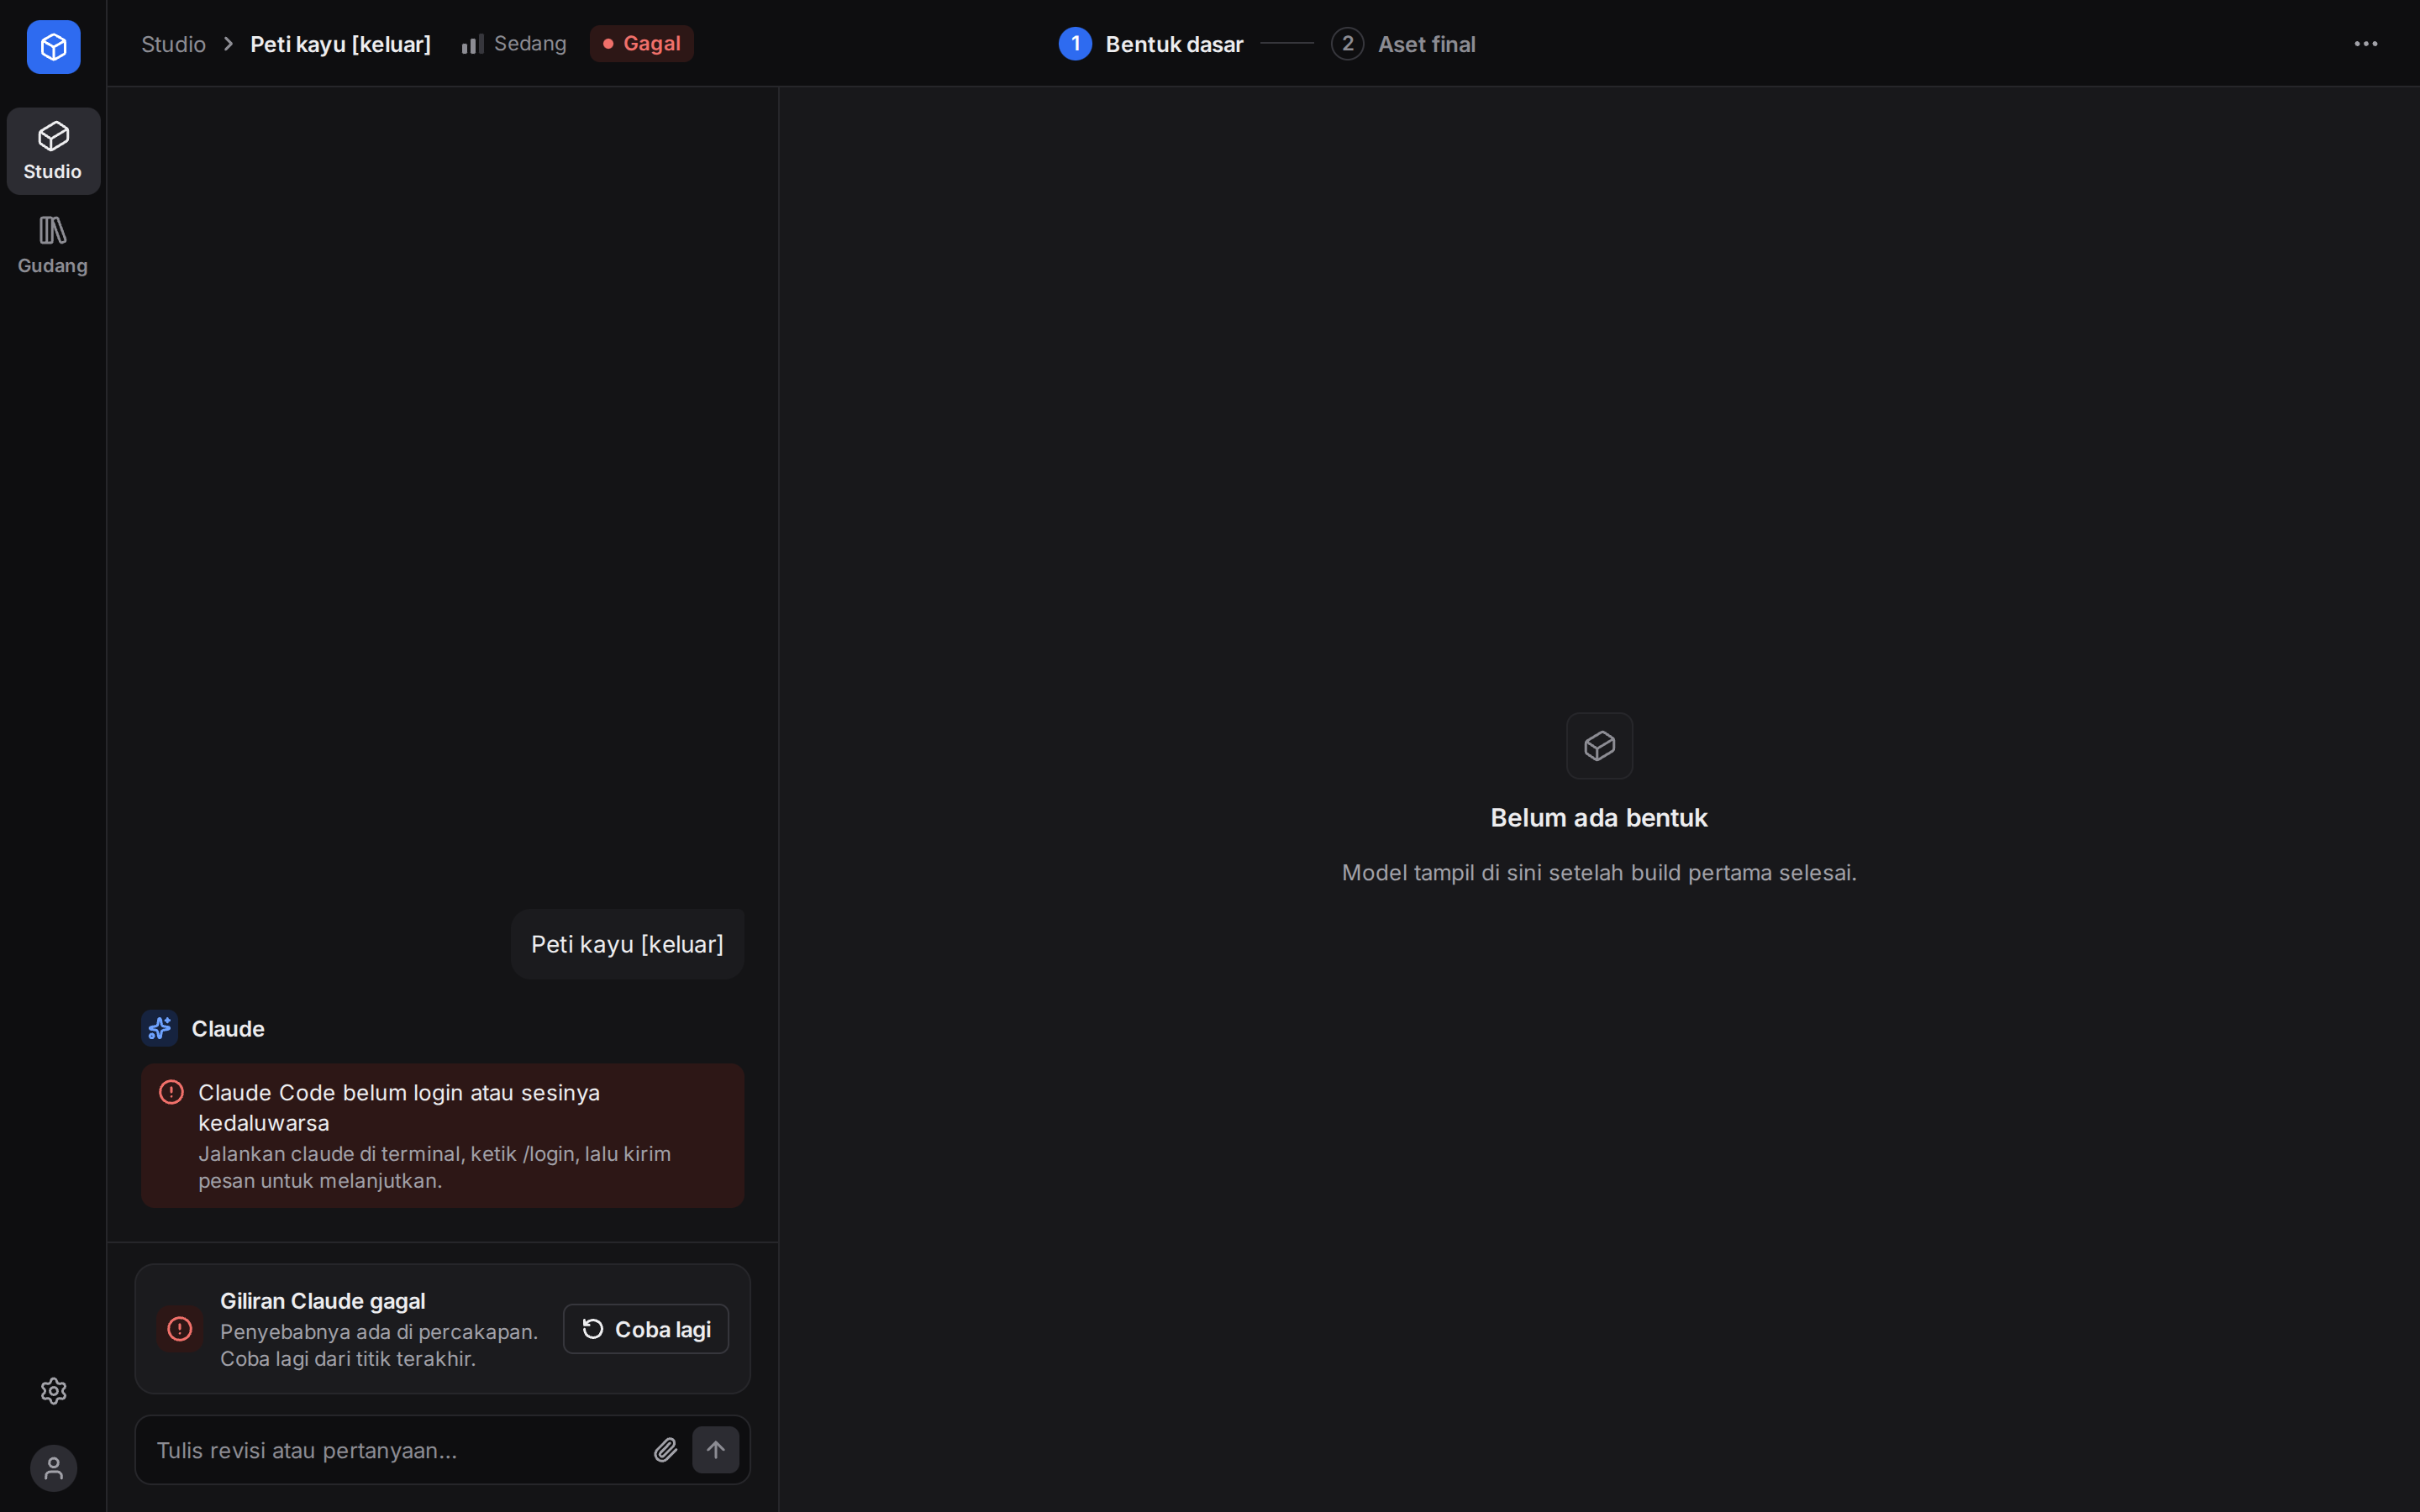 Studio
Gudang
Studio > Peti kayu [keluar]
Sedang
Gagal
1 Bentuk dasar
2 Aset final
Belum ada bentuk
Model tampil di sini setelah build pertama selesai.
Peti kayu [keluar]
Claude
Claude Code belum login atau sesinya
kedaluwarsa
Jalankan claude di terminal, ketik /login, lalu kirim
pesan untuk melanjutkan.
Giliran Claude gagal
Penyebabnya ada di percakapan.
Coba lagi dari titik terakhir.
Coba lagi
Tulis revisi atau pertanyaan...